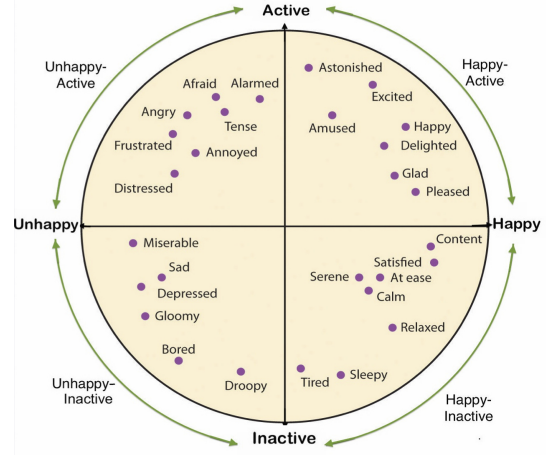 Active
Unhappy-
Active
Happy-
Active
Astonished
Afraid
Alarmed
Excited
Angry
Tense
Amused
Happy
Frustrated
Annoyed
Delighted
Glad
Distressed
Pleased
Unhappy
Happy
Miserable
Content
Sad
Satisfied
Serene
At ease
Depressed
Calm
Gloomy
Relaxed
Bored
Droopy
Tired
Sleepy
Unhappy–
Inactive
Happy-
Inactive
Inactive